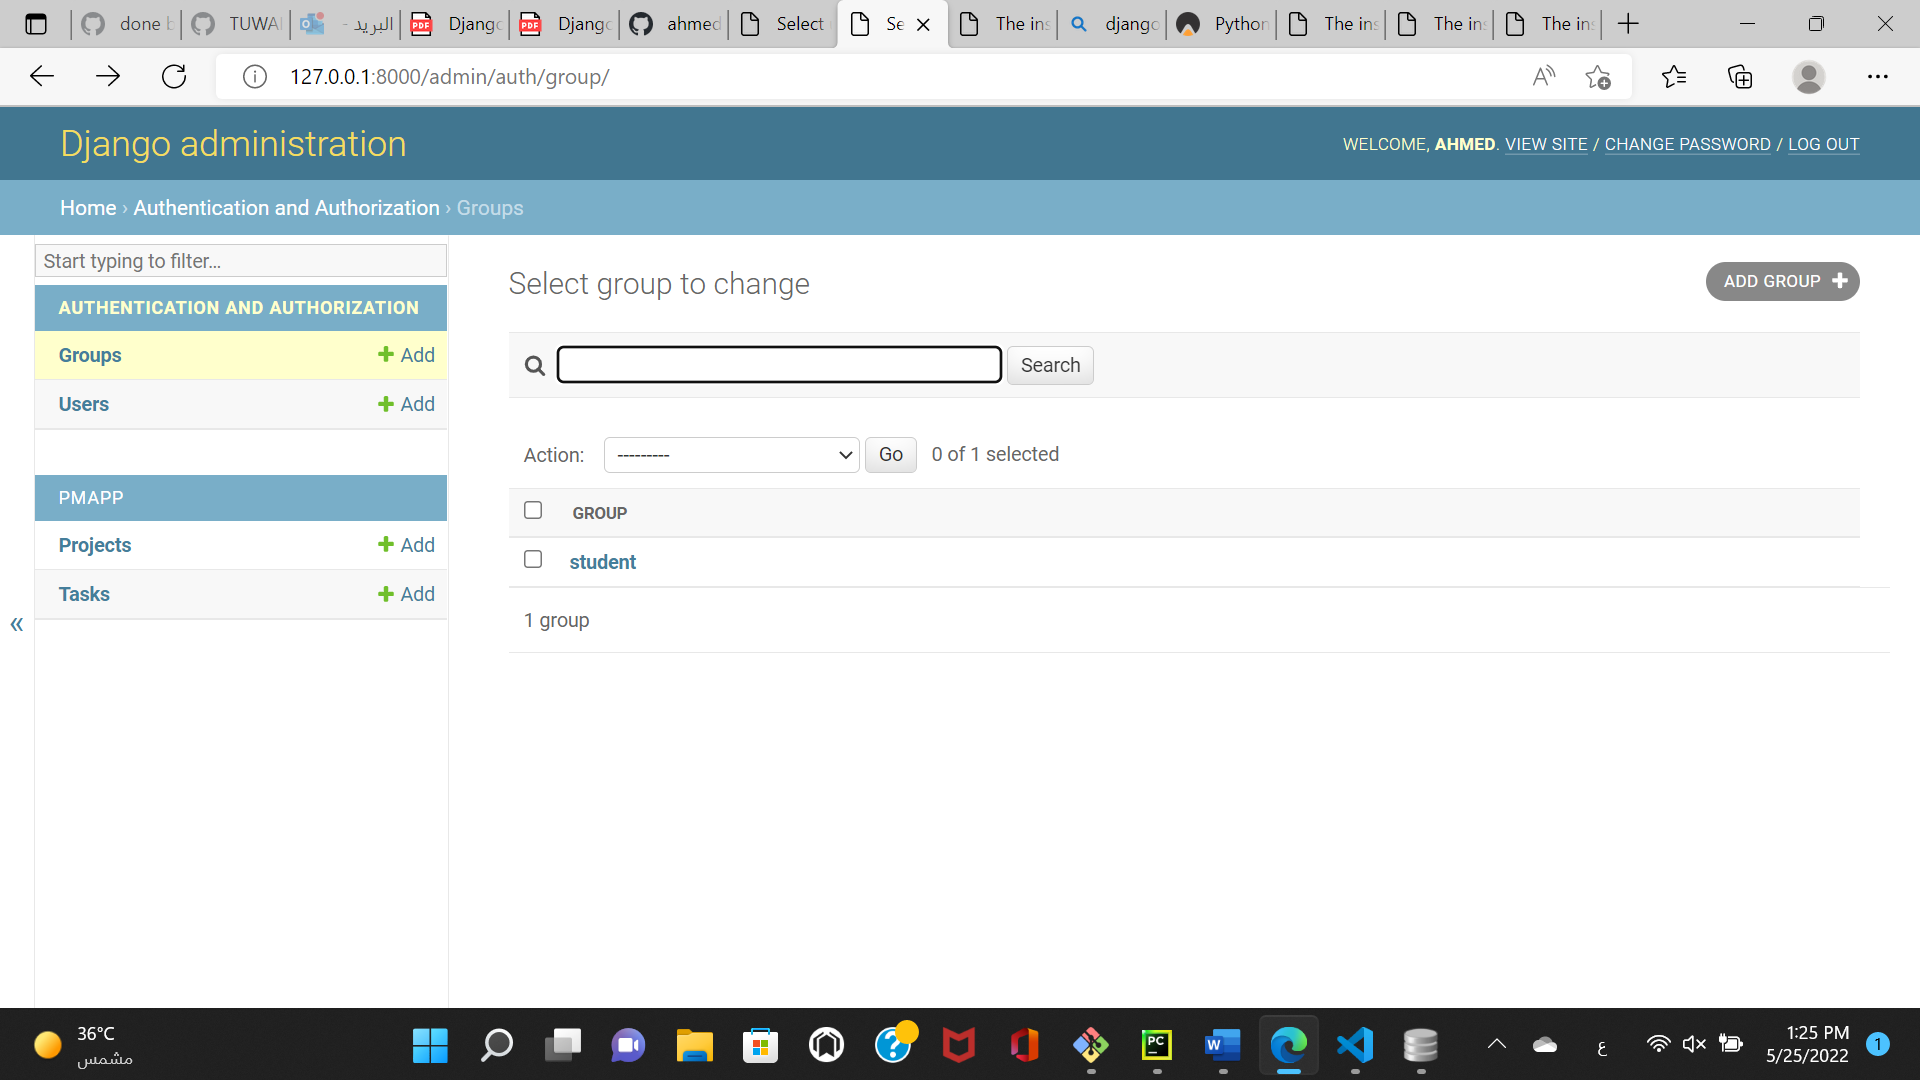 done b
TUWAI
البريد -
Django
Django
ahmed
Select
Se
The ins
django
Python
The ins
The ins
The ins
127.0.0.1:8000/admin/auth/group/
Django administration
WELCOME, AHMED. VIEW SITE / CHANGE PASSWORD / LOG OUT
Home › Authentication and Authorization › Groups
Start typing to filter...
AUTHENTICATION AND AUTHORIZATION
Groups
Add
Users
Add
PMAPP
Projects
Add
Tasks
Add
«
Select group to change
ADD GROUP
Search
Action:
---------
Go
0 of 1 selected
GROUP
student
1 group
36°C
مشمس
ع
1:25 PM
5/25/2022
1